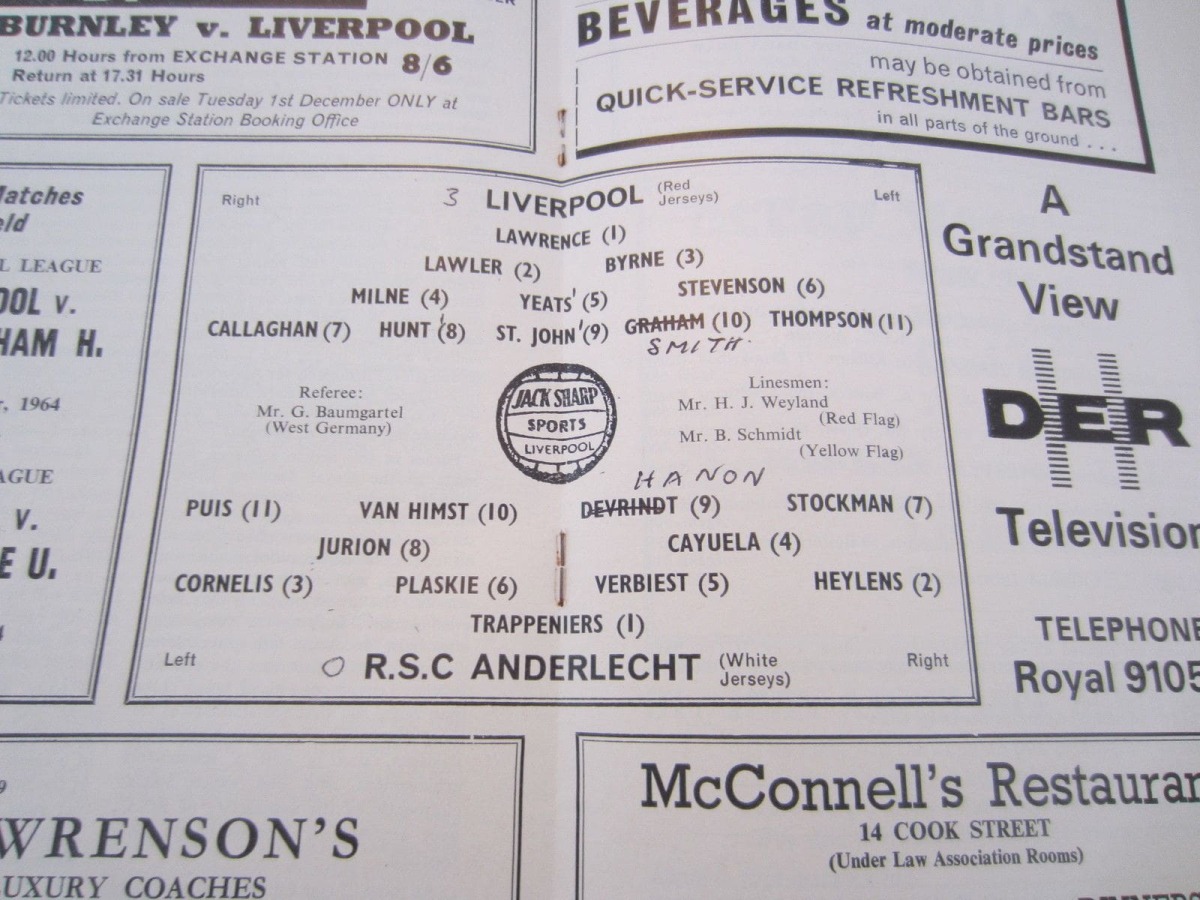 BURNLEY v. LIVERPOOL
12.00 Hours from EXCHANGE STATION 8/6
Return at 17.31 Hours
Tickets limited. On sale Tuesday 1st December ONLY at
Exchange Station Booking Office
BEVERAGES at moderate prices
may be obtained from
QUICK-SERVICE REFRESHMENT BARS
in all parts of the ground . . .
LEAGUE
v.
HAM H.
1964
v.
E U.
Right 3 LIVERPOOL (Red Jerseys) Left
LAWRENCE (1)
LAWLER (2) BYRNE (3)
MILNE (4) YEATS' (5) STEVENSON (6)
CALLAGHAN (7) HUNT (8) ST. JOHN' (9) GRAHAM (10) THOMPSON (11)
SMITH
Referee:
Mr. G. Baumgartel
(West Germany)
JACK SHARP
SPORTS
LIVERPOOL
Linesmen:
Mr. H. J. Weyland
(Red Flag)
Mr. B. Schmidt
(Yellow Flag)
HANON
PUIS (11) VAN HIMST (10) DEVRINDT (9) STOCKMAN (7)
JURION (8) CAYUELA (4)
CORNELIS (3) PLASKIE (6) VERBIEST (5) HEYLENS (2)
TRAPPENIERS (1)
Left 0 R.S.C ANDERLECHT (White Jerseys) Right
A
Grandstand
View
DER
Television
TELEPHONE
Royal 9105
WRENSON'S
LUXURY COACHES
McConnell's Restauran
14 COOK STREET
(Under Law Association Rooms)